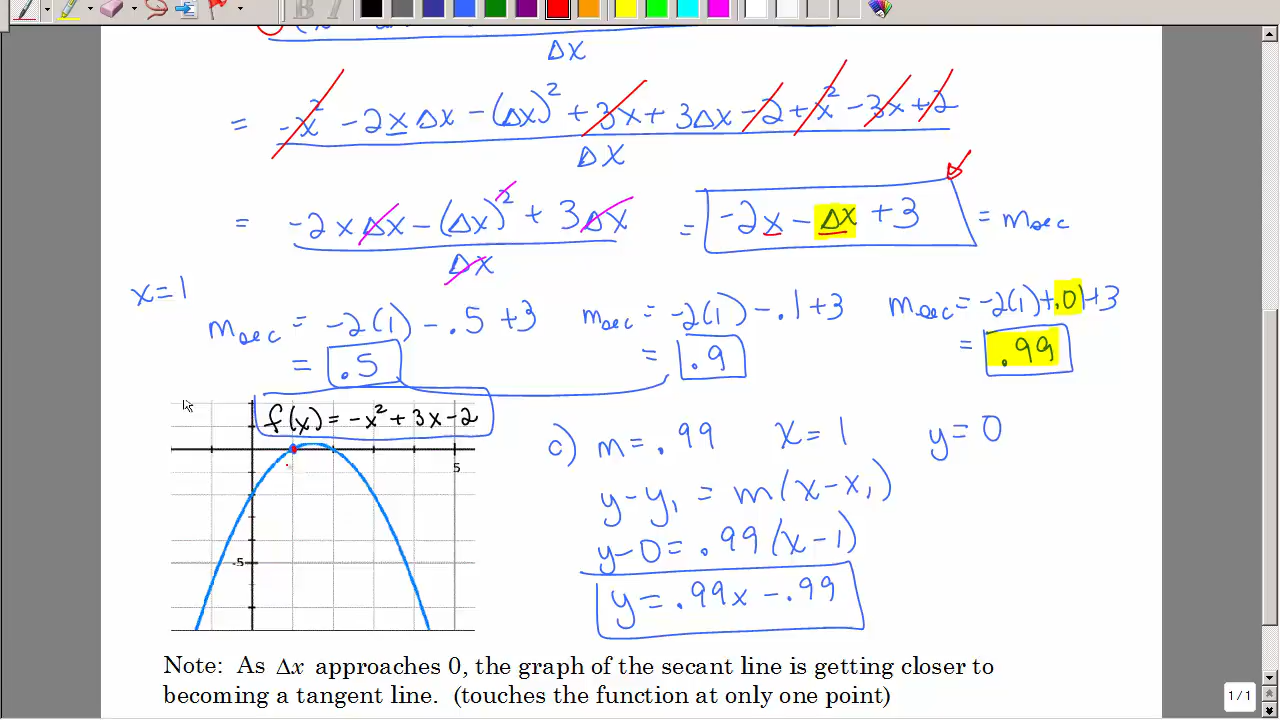 B I U
Δx
= -x² - 2xΔx - (Δx)² + 3x + 3Δx - 2 + x² - 3x + 2
Δx
= -2xΔx - (Δx)² + 3Δx = -2x - Δx + 3 = msec
Δx
x=1
msec = -2(1) - .5 + 3 msec = -2(1) - .1 + 3 msec = -2(1) + .01 + 3
= .5 = .9 = .99
f(x) = -x² + 3x - 2
c) m = .99 x = 1 y = 0
5
y - y₁ = m(x - x₁)
y - 0 = .99(x - 1)
-5
y = .99x - .99
Note: As Δx approaches 0, the graph of the secant line is getting closer to
becoming a tangent line. (touches the function at only one point)
1/1